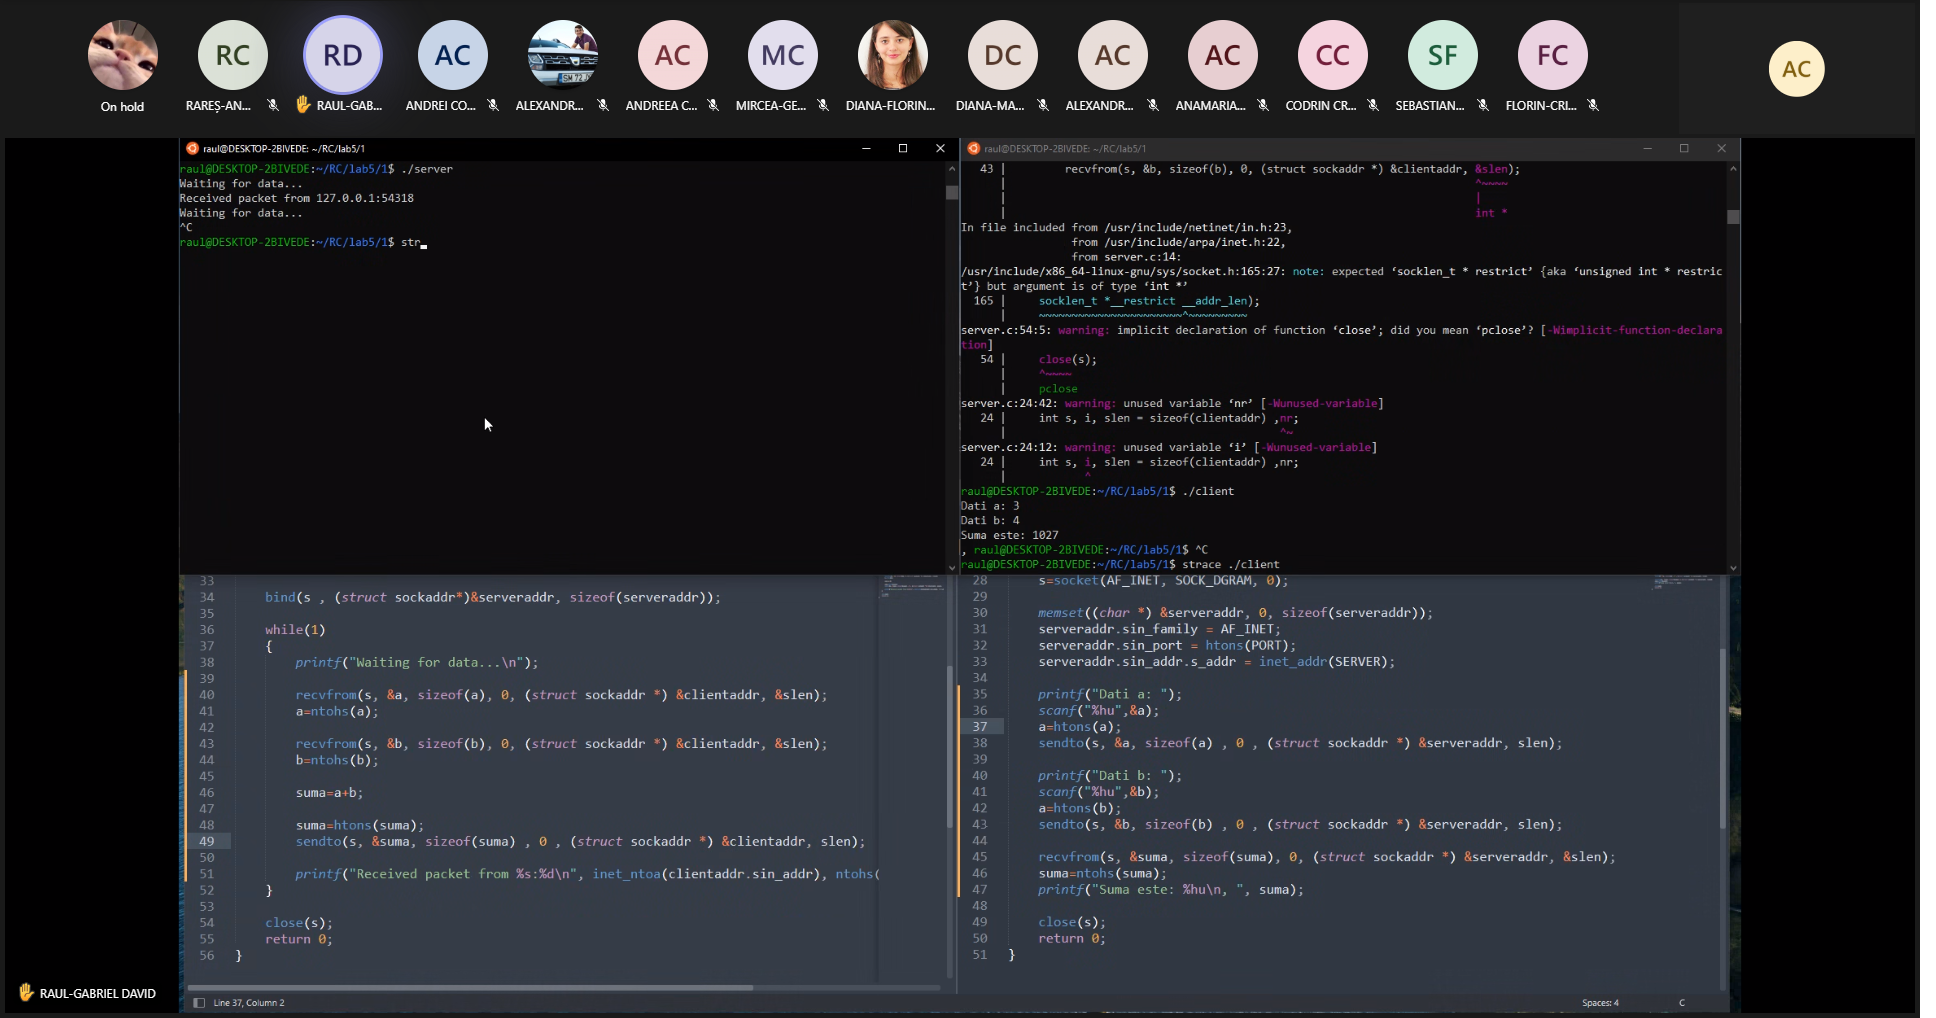 RC
RD
AC
SM 72
AC
MC
DC
AC
AC
CC
SF
FC
AC
On hold
RAREȘ-AN...
RAUL-GAB...
ANDREI CO...
ALEXANDR...
ANDREEA C...
MIRCEA-GE...
DIANA-FLORIN...
DIANA-MA...
ALEXANDR...
ANAMARIA...
CODRIN CR...
SEBASTIAN...
FLORIN-CRI...
raul@DESKTOP-2BIVEDE: ~/RC/lab5/1
raul@DESKTOP-2BIVEDE:~/RC/lab5/1$ ./server
Waiting for data...
Received packet from 127.0.0.1:54318
Waiting for data...
^C
raul@DESKTOP-2BIVEDE:~/RC/lab5/1$ str_
raul@DESKTOP-2BIVEDE: ~/RC/lab5/1
43 | recvfrom(s, &b, sizeof(b), 0, (struct sockaddr *) &clientaddr, &slen);
| ^~~~~
| |
| int *
In file included from /usr/include/netinet/in.h:23,
from /usr/include/arpa/inet.h:22,
from server.c:14:
/usr/include/x86_64-linux-gnu/sys/socket.h:165:27: note: expected ‘socklen_t * restrict’ {aka ‘unsigned int * restric
t’} but argument is of type ‘int *’
165 | socklen_t *__restrict __addr_len);
| ~~~~~~~~~~~~~~~~~~~~~~^~~~~~~~~~
server.c:54:5: warning: implicit declaration of function ‘close’; did you mean ‘pclose’? [-Wimplicit-function-declara
tion]
54 | close(s);
| ^~~~~
| pclose
server.c:24:42: warning: unused variable ‘nr’ [-Wunused-variable]
24 | int s, i, slen = sizeof(clientaddr) ,nr;
| ^~
server.c:24:12: warning: unused variable ‘i’ [-Wunused-variable]
24 | int s, i, slen = sizeof(clientaddr) ,nr;
| ^
raul@DESKTOP-2BIVEDE:~/RC/lab5/1$ ./client
Dati a: 3
Dati b: 4
Suma este: 1027
, raul@DESKTOP-2BIVEDE:~/RC/lab5/1$ ^C
raul@DESKTOP-2BIVEDE:~/RC/lab5/1$ strace ./client
33
34 bind(s , (struct sockaddr*)&serveraddr, sizeof(serveraddr));
35
36 while(1)
37 {
38 printf("Waiting for data...\n");
39
40 recvfrom(s, &a, sizeof(a), 0, (struct sockaddr *) &clientaddr, &slen);
41 a=ntohs(a);
42
43 recvfrom(s, &b, sizeof(b), 0, (struct sockaddr *) &clientaddr, &slen);
44 b=ntohs(b);
45
46 suma=a+b;
47
48 suma=htons(suma);
49 sendto(s, &suma, sizeof(suma) , 0 , (struct sockaddr *) &clientaddr, slen);
50
51 printf("Received packet from %s:%d\n", inet_ntoa(clientaddr.sin_addr), ntohs(
52 }
53
54 close(s);
55 return 0;
56 }
28 s=socket(AF_INET, SOCK_DGRAM, 0);
29
30 memset((char *) &serveraddr, 0, sizeof(serveraddr));
31 serveraddr.sin_family = AF_INET;
32 serveraddr.sin_port = htons(PORT);
33 serveraddr.sin_addr.s_addr = inet_addr(SERVER);
34
35 printf("Dati a: ");
36 scanf("%hu",&a);
37 a=htons(a);
38 sendto(s, &a, sizeof(a) , 0 , (struct sockaddr *) &serveraddr, slen);
39
40 printf("Dati b: ");
41 scanf("%hu",&b);
42 a=htons(b);
43 sendto(s, &b, sizeof(b) , 0 , (struct sockaddr *) &serveraddr, slen);
44
45 recvfrom(s, &suma, sizeof(suma), 0, (struct sockaddr *) &serveraddr, &slen);
46 suma=ntohs(suma);
47 printf("Suma este: %hu\n, ", suma);
48
49 close(s);
50 return 0;
51 }
Line 37, Column 2
Spaces: 4
C
RAUL-GABRIEL DAVID